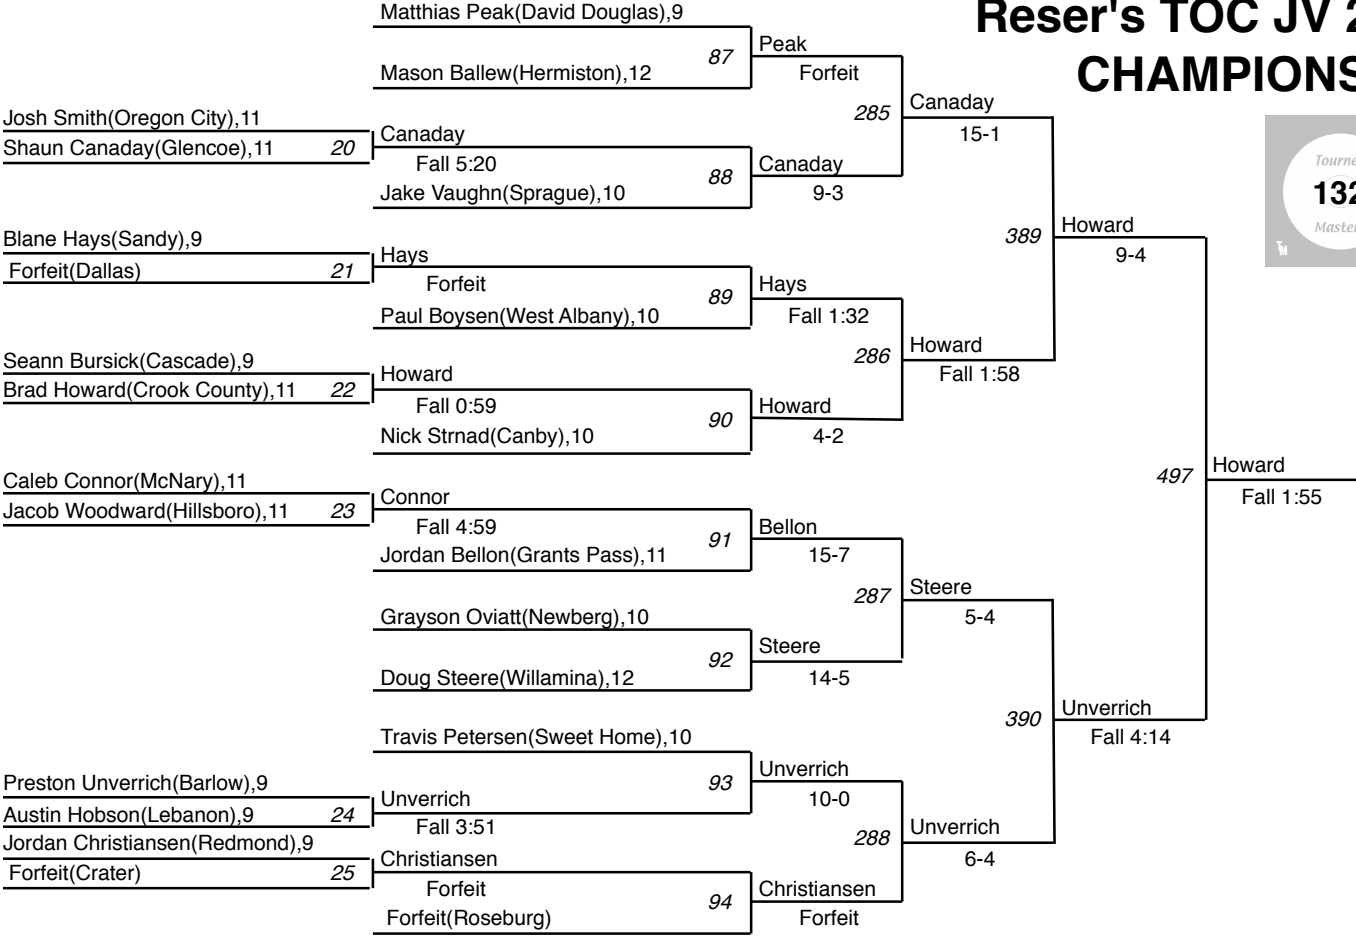 Reser's TOC JV 2
CHAMPIONS
Matthias Peak(David Douglas),9
87
Peak
Forfeit
Mason Ballew(Hermiston),12
285
Canaday
15-1
Josh Smith(Oregon City),11
Shaun Canaday(Glencoe),11
20
Canaday
Fall 5:20
88
Canaday
9-3
Jake Vaughn(Sprague),10
Tourne
132
Master
TM
389
Howard
9-4
Blane Hays(Sandy),9
Forfeit(Dallas)
21
Hays
Forfeit
89
Hays
Fall 1:32
Paul Boysen(West Albany),10
286
Howard
Fall 1:58
Seann Bursick(Cascade),9
Brad Howard(Crook County),11
22
Howard
Fall 0:59
90
Howard
4-2
Nick Strnad(Canby),10
497
Howard
Fall 1:55
Caleb Connor(McNary),11
Jacob Woodward(Hillsboro),11
23
Connor
Fall 4:59
91
Bellon
15-7
Jordan Bellon(Grants Pass),11
287
Steere
5-4
Grayson Oviatt(Newberg),10
92
Steere
14-5
Doug Steere(Willamina),12
390
Unverrich
Fall 4:14
Travis Petersen(Sweet Home),10
93
Unverrich
10-0
Preston Unverrich(Barlow),9
Austin Hobson(Lebanon),9
24
Unverrich
Fall 3:51
288
Unverrich
6-4
Jordan Christiansen(Redmond),9
Forfeit(Crater)
25
Christiansen
Forfeit
94
Christiansen
Forfeit
Forfeit(Roseburg)